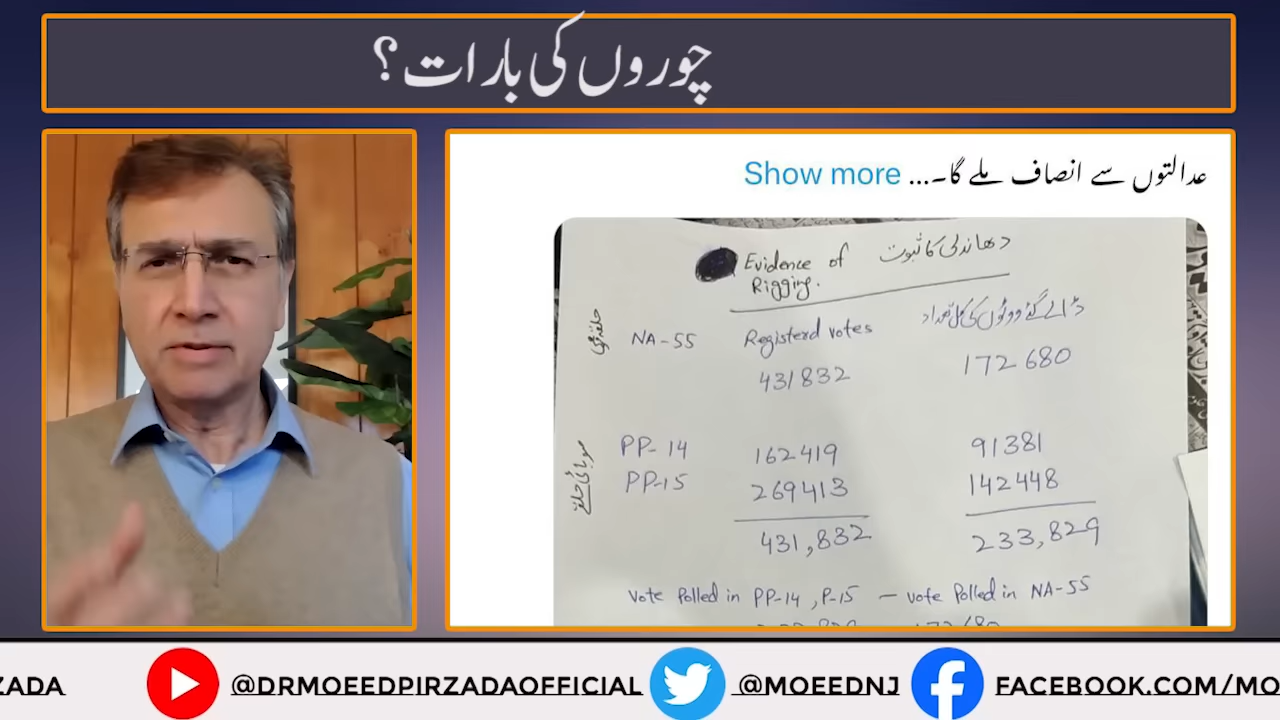 چوروں کی بارات؟
عدالتوں سے انصاف ملے گا۔... Show more
Evidence of دھاندلی کا ثبوت
Rigging.
NA-55 Registerd votes ڈالے گئے ووٹوں کی کل تعداد
431832 172680
صوبائی حلقے
PP-14 162419 91381
PP-15 269413 142448
431,832 233,829
Vote Polled in PP-14, P-15 — Vote Polled in NA-55
ZADA @DRMOEEDPIRZADAOFFICIAL @MOEEDNJ FACEBOOK.COM/MO